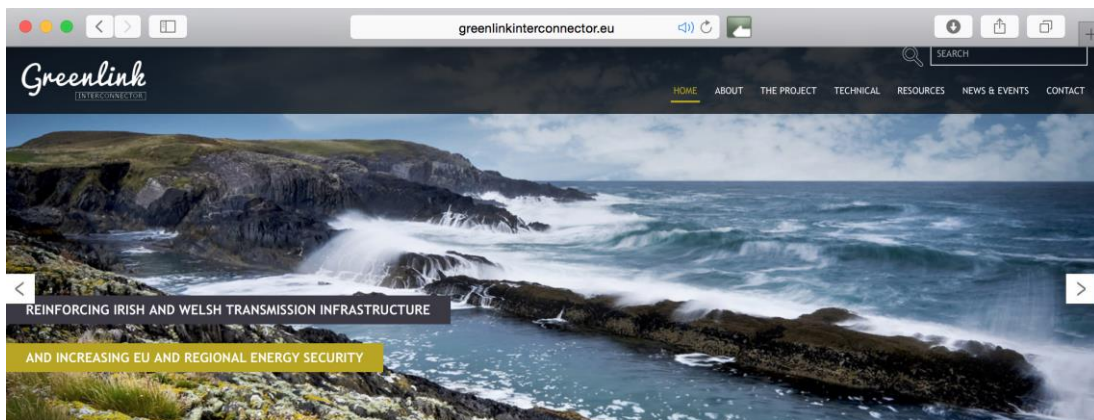 greenlinkinterconnector.eu
SEARCH
Greenlink
INTERCONNECTOR
HOME ABOUT THE PROJECT TECHNICAL RESOURCES NEWS & EVENTS CONTACT
REINFORCING IRISH AND WELSH TRANSMISSION INFRASTRUCTURE
AND INCREASING EU AND REGIONAL ENERGY SECURITY